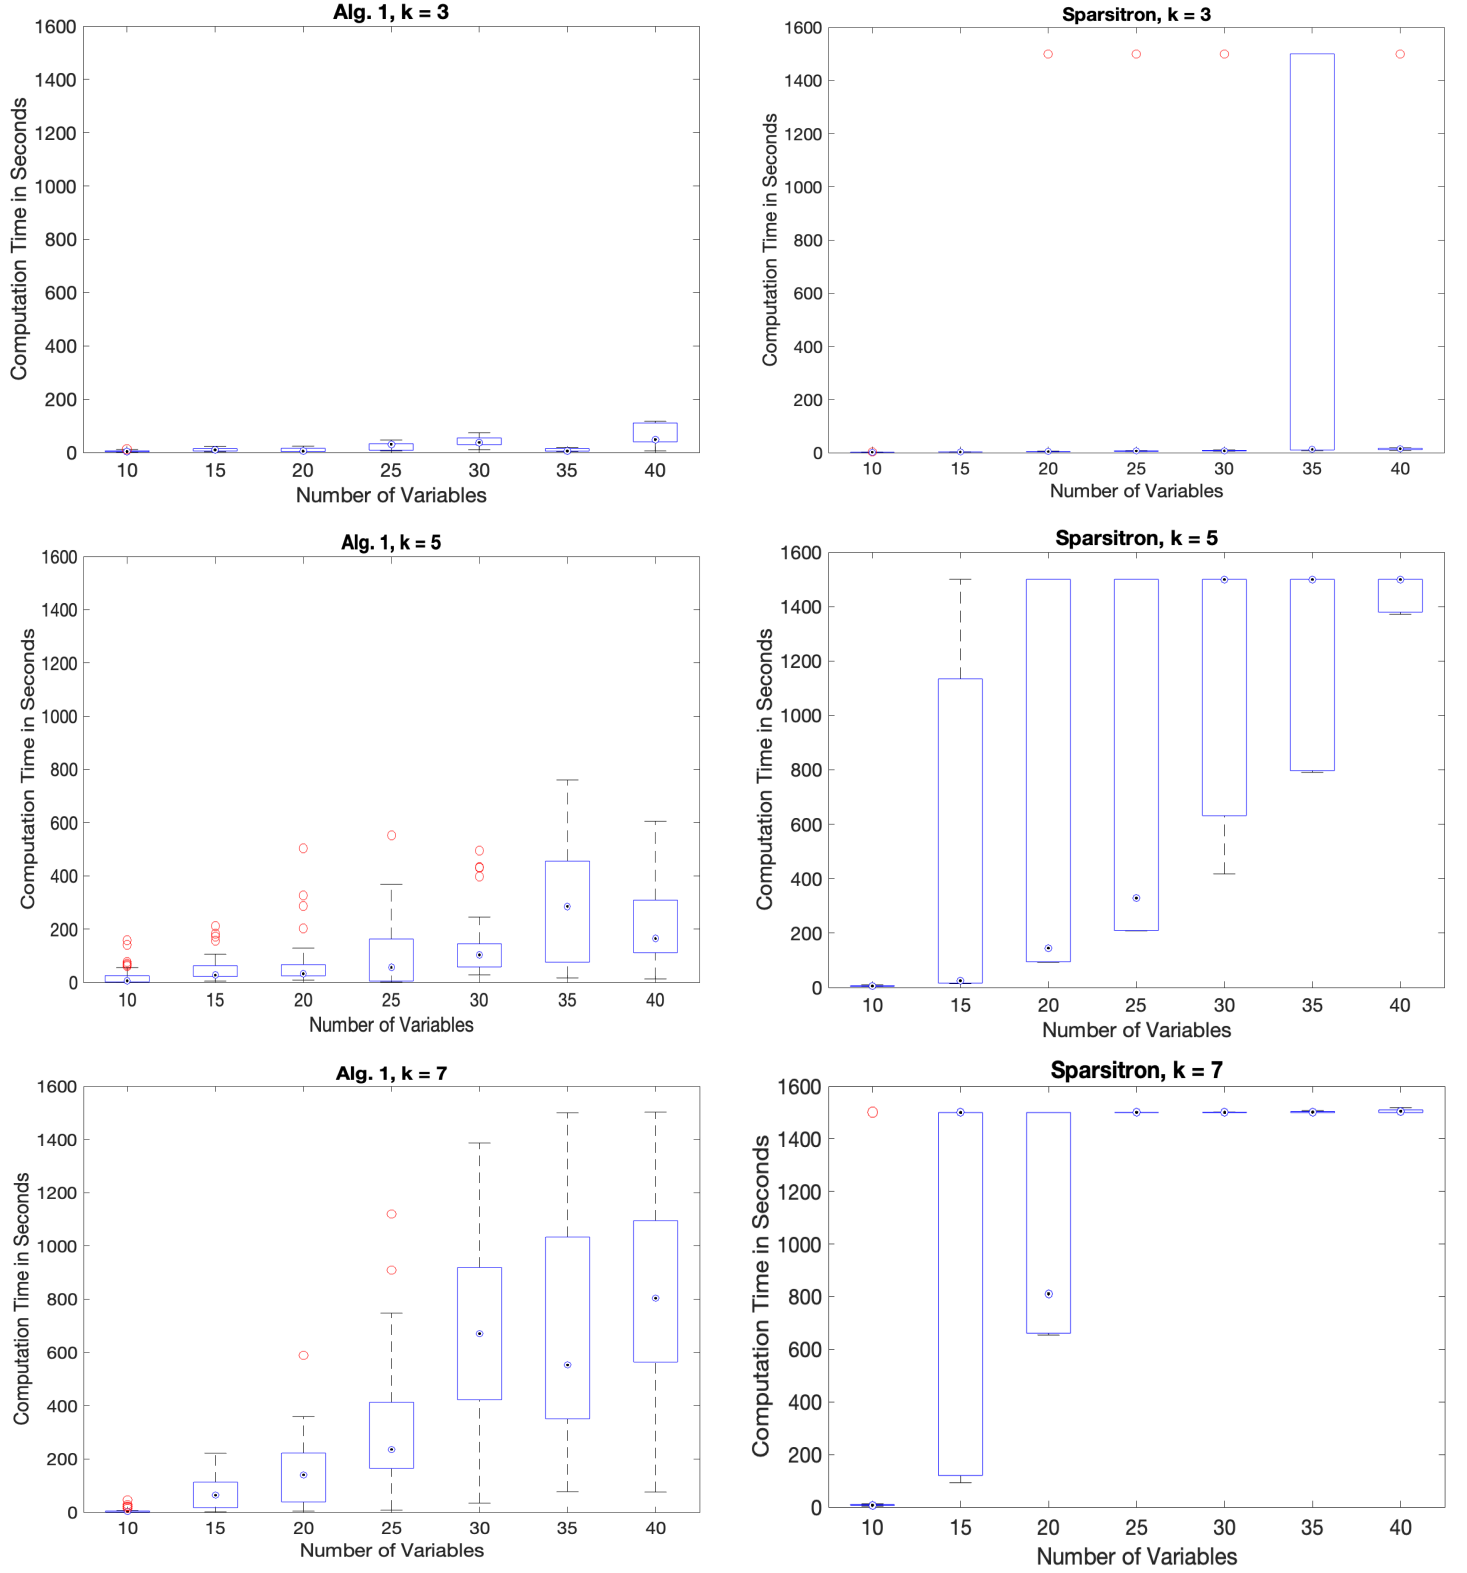 Alg. 1, k = 3
Computation Time in Seconds
1600
1400
1200
1000
800
600
400
200
0
10 15 20 25 30 35 40
Number of Variables
Sparsitron, k = 3
Computation Time in Seconds
1600
1400
1200
1000
800
600
400
200
0
10 15 20 25 30 35 40
Number of Variables
Alg. 1, k = 5
Computation Time in Seconds
1600
1400
1200
1000
800
600
400
200
0
10 15 20 25 30 35 40
Number of Variables
Sparsitron, k = 5
Computation Time in Seconds
1600
1400
1200
1000
800
600
400
200
0
10 15 20 25 30 35 40
Number of Variables
Alg. 1, k = 7
Computation Time in Seconds
1600
1400
1200
1000
800
600
400
200
0
10 15 20 25 30 35 40
Number of Variables
Sparsitron, k = 7
Computation Time in Seconds
1600
1400
1200
1000
800
600
400
200
0
10 15 20 25 30 35 40
Number of Variables